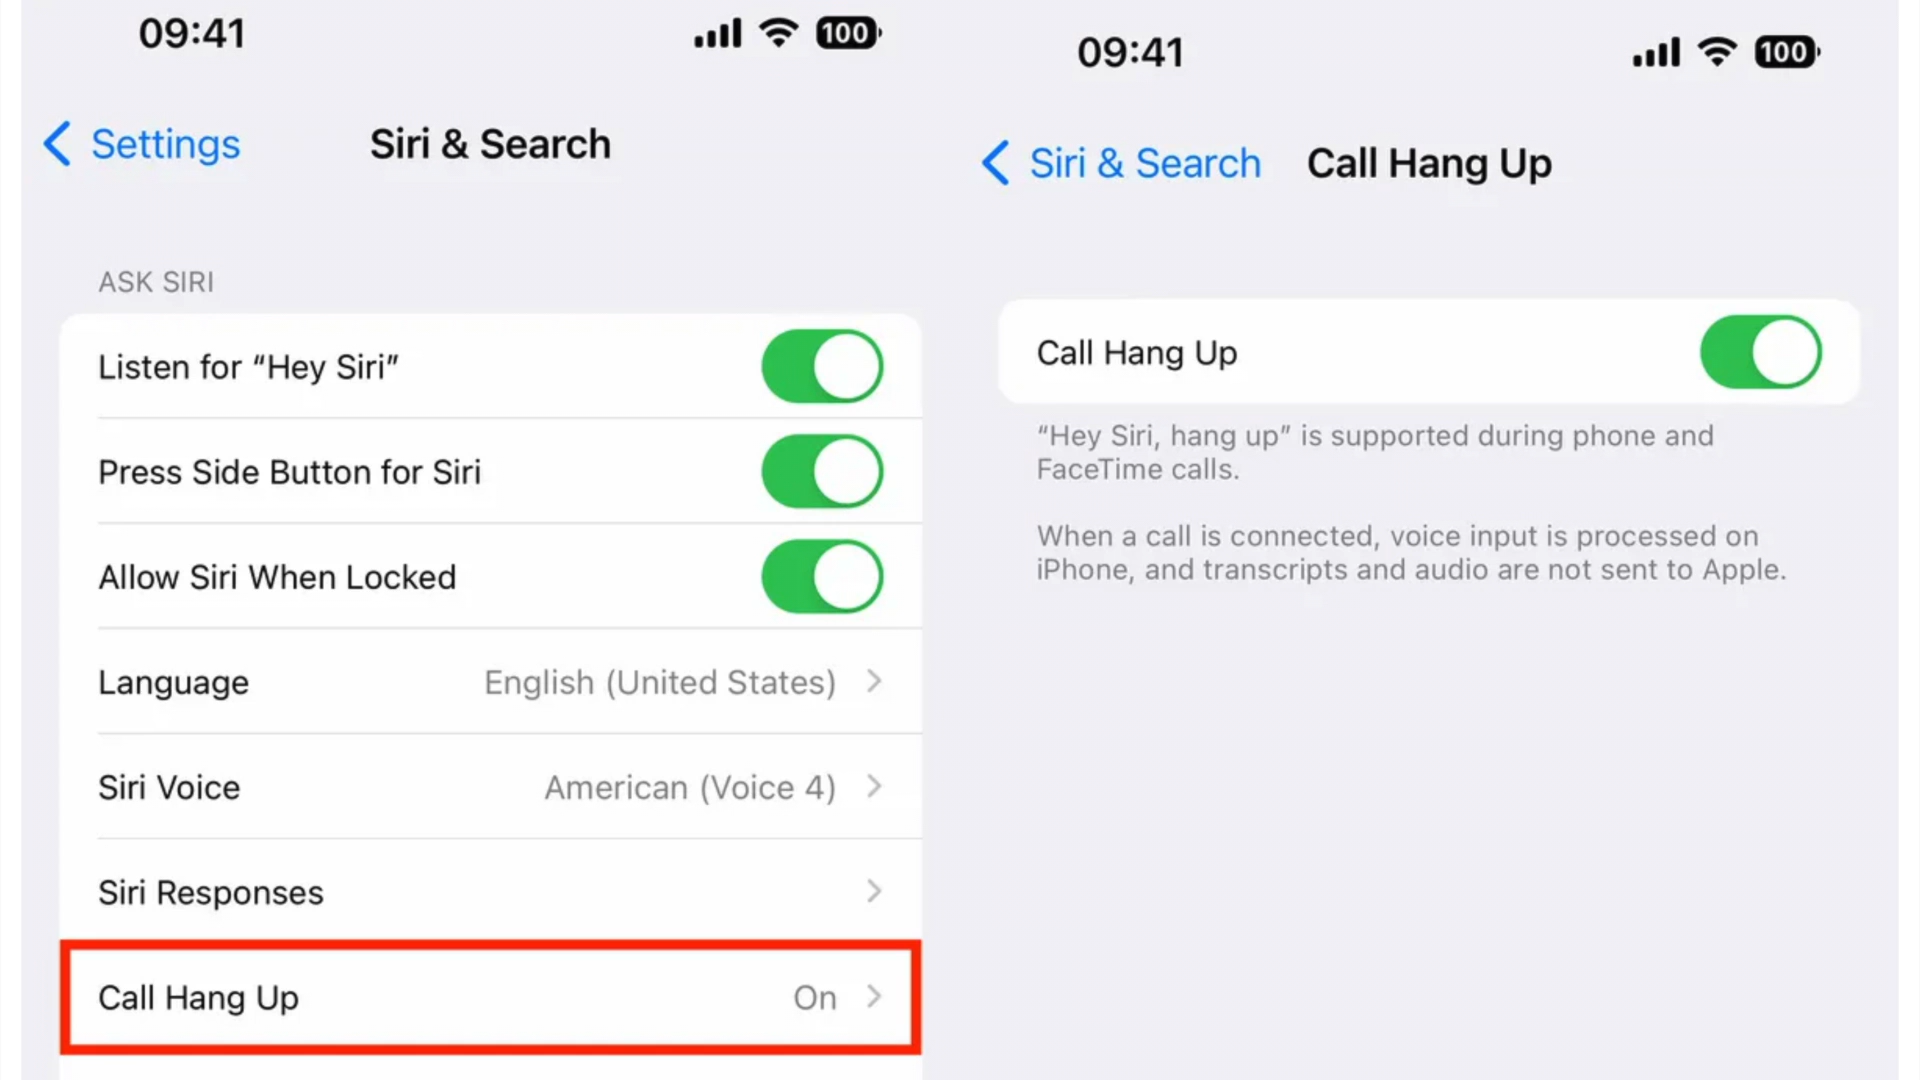 09:41
100
Settings
Siri & Search
ASK SIRI
Listen for “Hey Siri”
Press Side Button for Siri
Allow Siri When Locked
Language English (United States)
Siri Voice American (Voice 4)
Siri Responses
Call Hang Up On
09:41
100
Siri & Search
Call Hang Up
Call Hang Up
“Hey Siri, hang up” is supported during phone and
FaceTime calls.
When a call is connected, voice input is processed on
iPhone, and transcripts and audio are not sent to Apple.